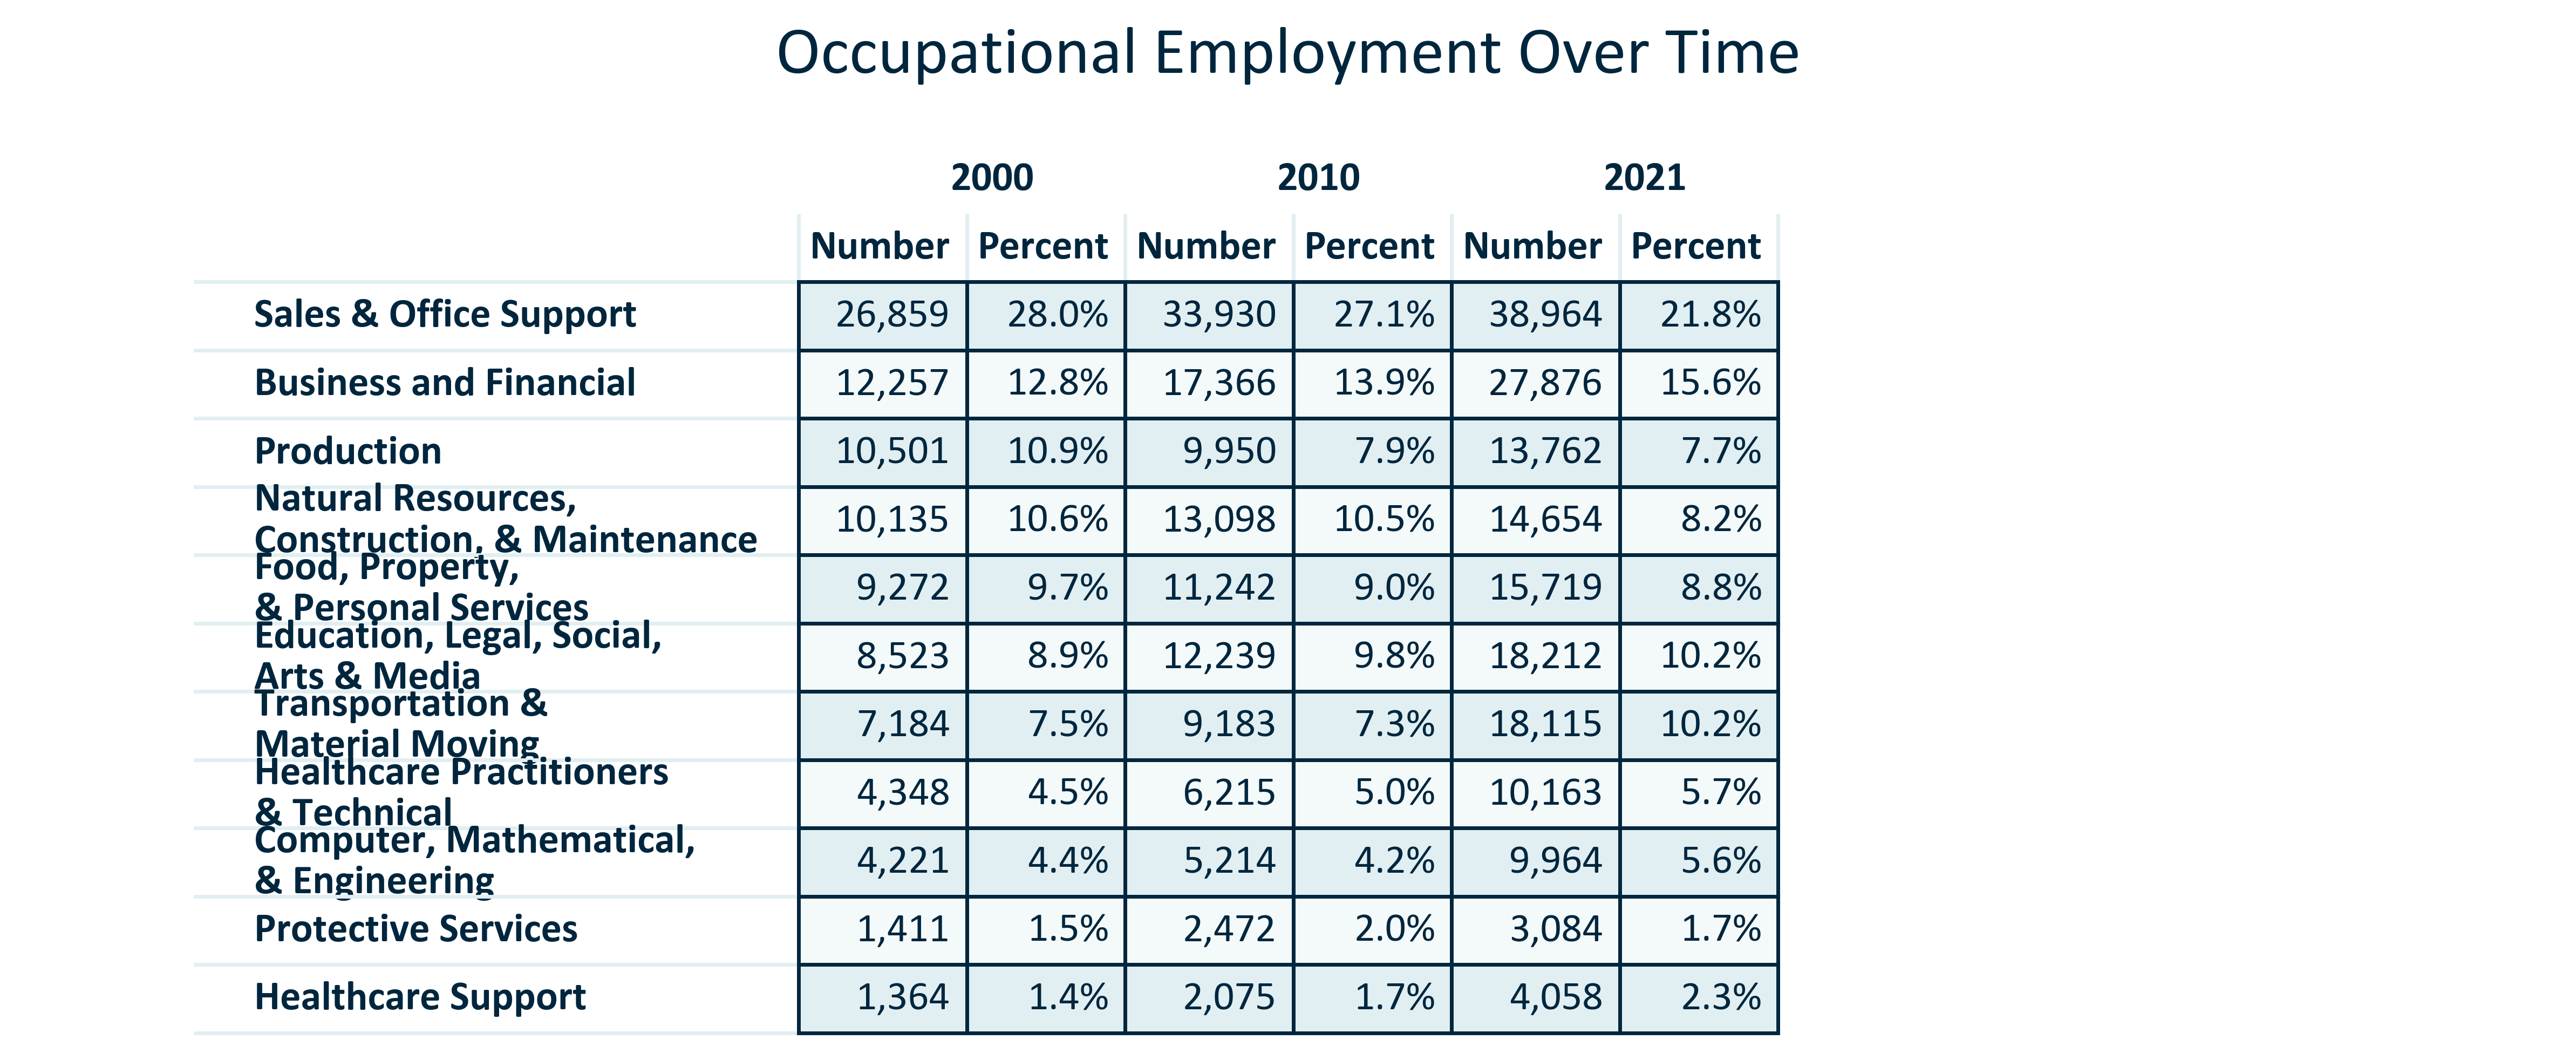 Occupational Employment Over Time
2000 2010 2021
Number Percent Number Percent Number Percent
Sales & Office Support 26,859 28.0% 33,930 27.1% 38,964 21.8%
Business and Financial 12,257 12.8% 17,366 13.9% 27,876 15.6%
Production 10,501 10.9% 9,950 7.9% 13,762 7.7%
Natural Resources,
Construction, & Maintenance 10,135 10.6% 13,098 10.5% 14,654 8.2%
Food, Property,
& Personal Services 9,272 9.7% 11,242 9.0% 15,719 8.8%
Education, Legal, Social,
Arts & Media 8,523 8.9% 12,239 9.8% 18,212 10.2%
Transportation &
Material Moving 7,184 7.5% 9,183 7.3% 18,115 10.2%
Healthcare Practitioners
& Technical 4,348 4.5% 6,215 5.0% 10,163 5.7%
Computer, Mathematical,
& Engineering 4,221 4.4% 5,214 4.2% 9,964 5.6%
Protective Services 1,411 1.5% 2,472 2.0% 3,084 1.7%
Healthcare Support 1,364 1.4% 2,075 1.7% 4,058 2.3%